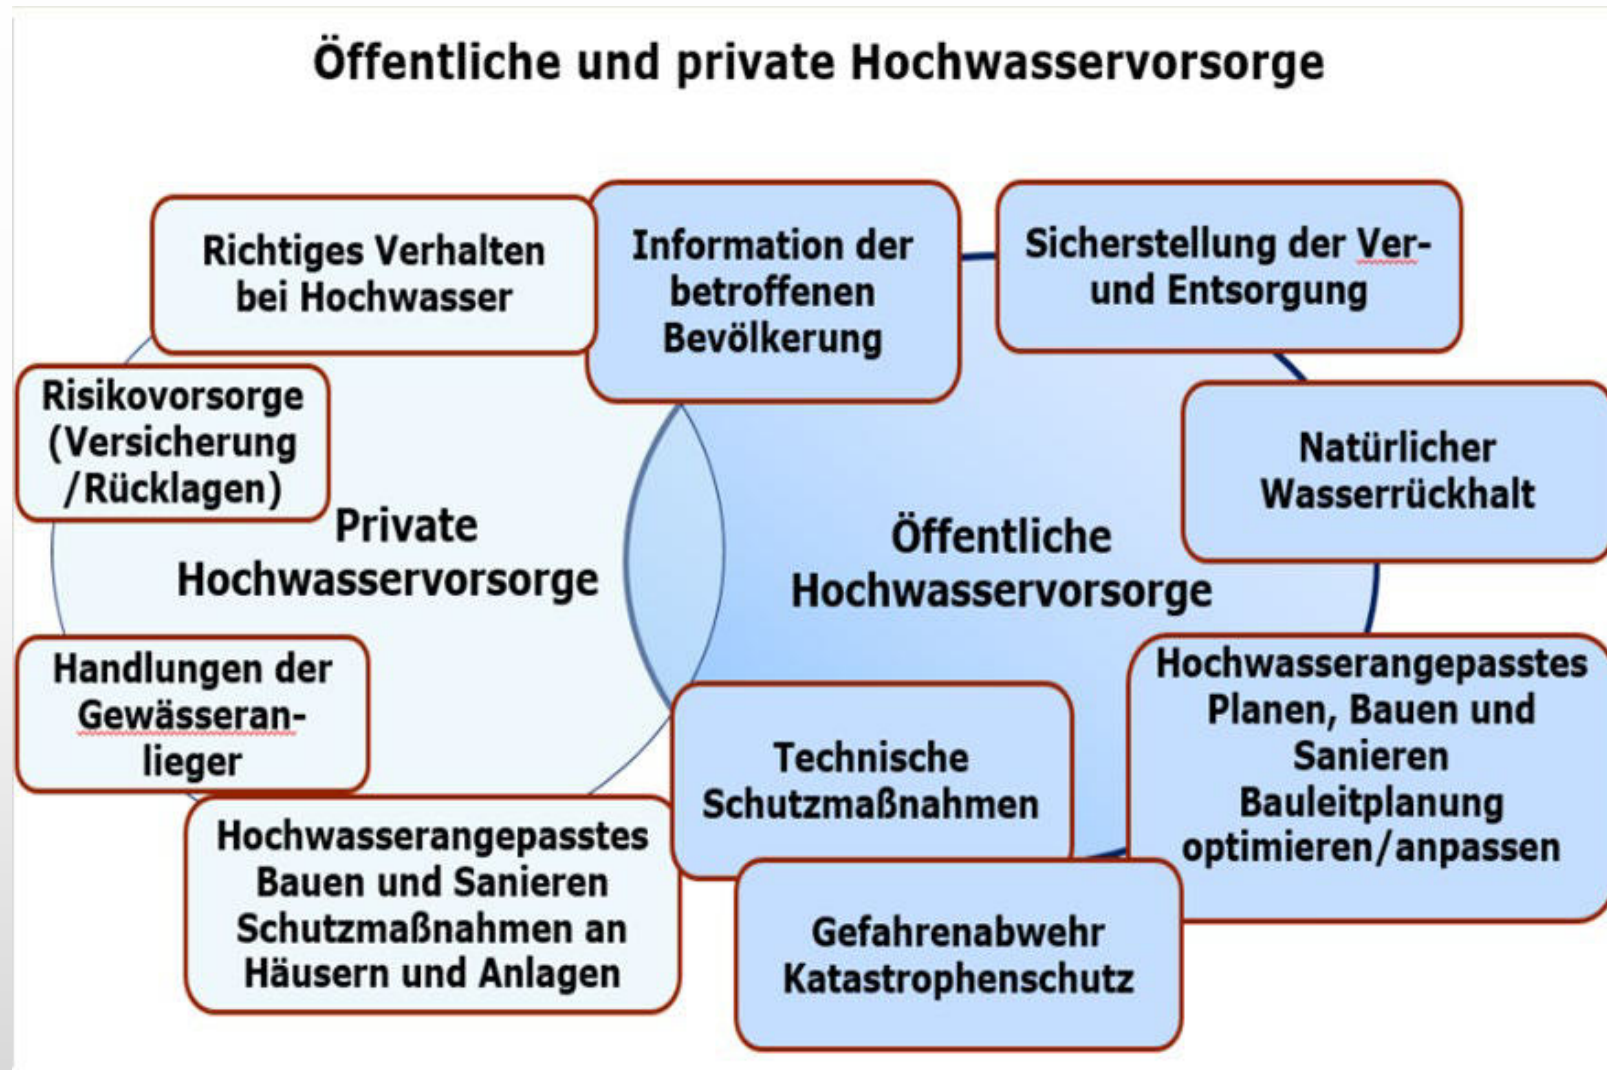 Öffentliche und private Hochwasservorsorge
Richtiges Verhalten
bei Hochwasser
Information der
betroffenen
Bevölkerung
Sicherstellung der Ver-
und Entsorgung
Risikovorsorge
(Versicherung
/Rücklagen)
Natürlicher
Wasserrückhalt
Private
Hochwasservorsorge
Öffentliche
Hochwasservorsorge
Handlungen der
Gewässeran-
lieger
Hochwasserangepasstes
Planen, Bauen und
Sanieren
Bauleitplanung
optimieren/anpassen
Technische
Schutzmaßnahmen
Hochwasserangepasstes
Bauen und Sanieren
Schutzmaßnahmen an
Häusern und Anlagen
Gefahrenabwehr
Katastrophenschutz